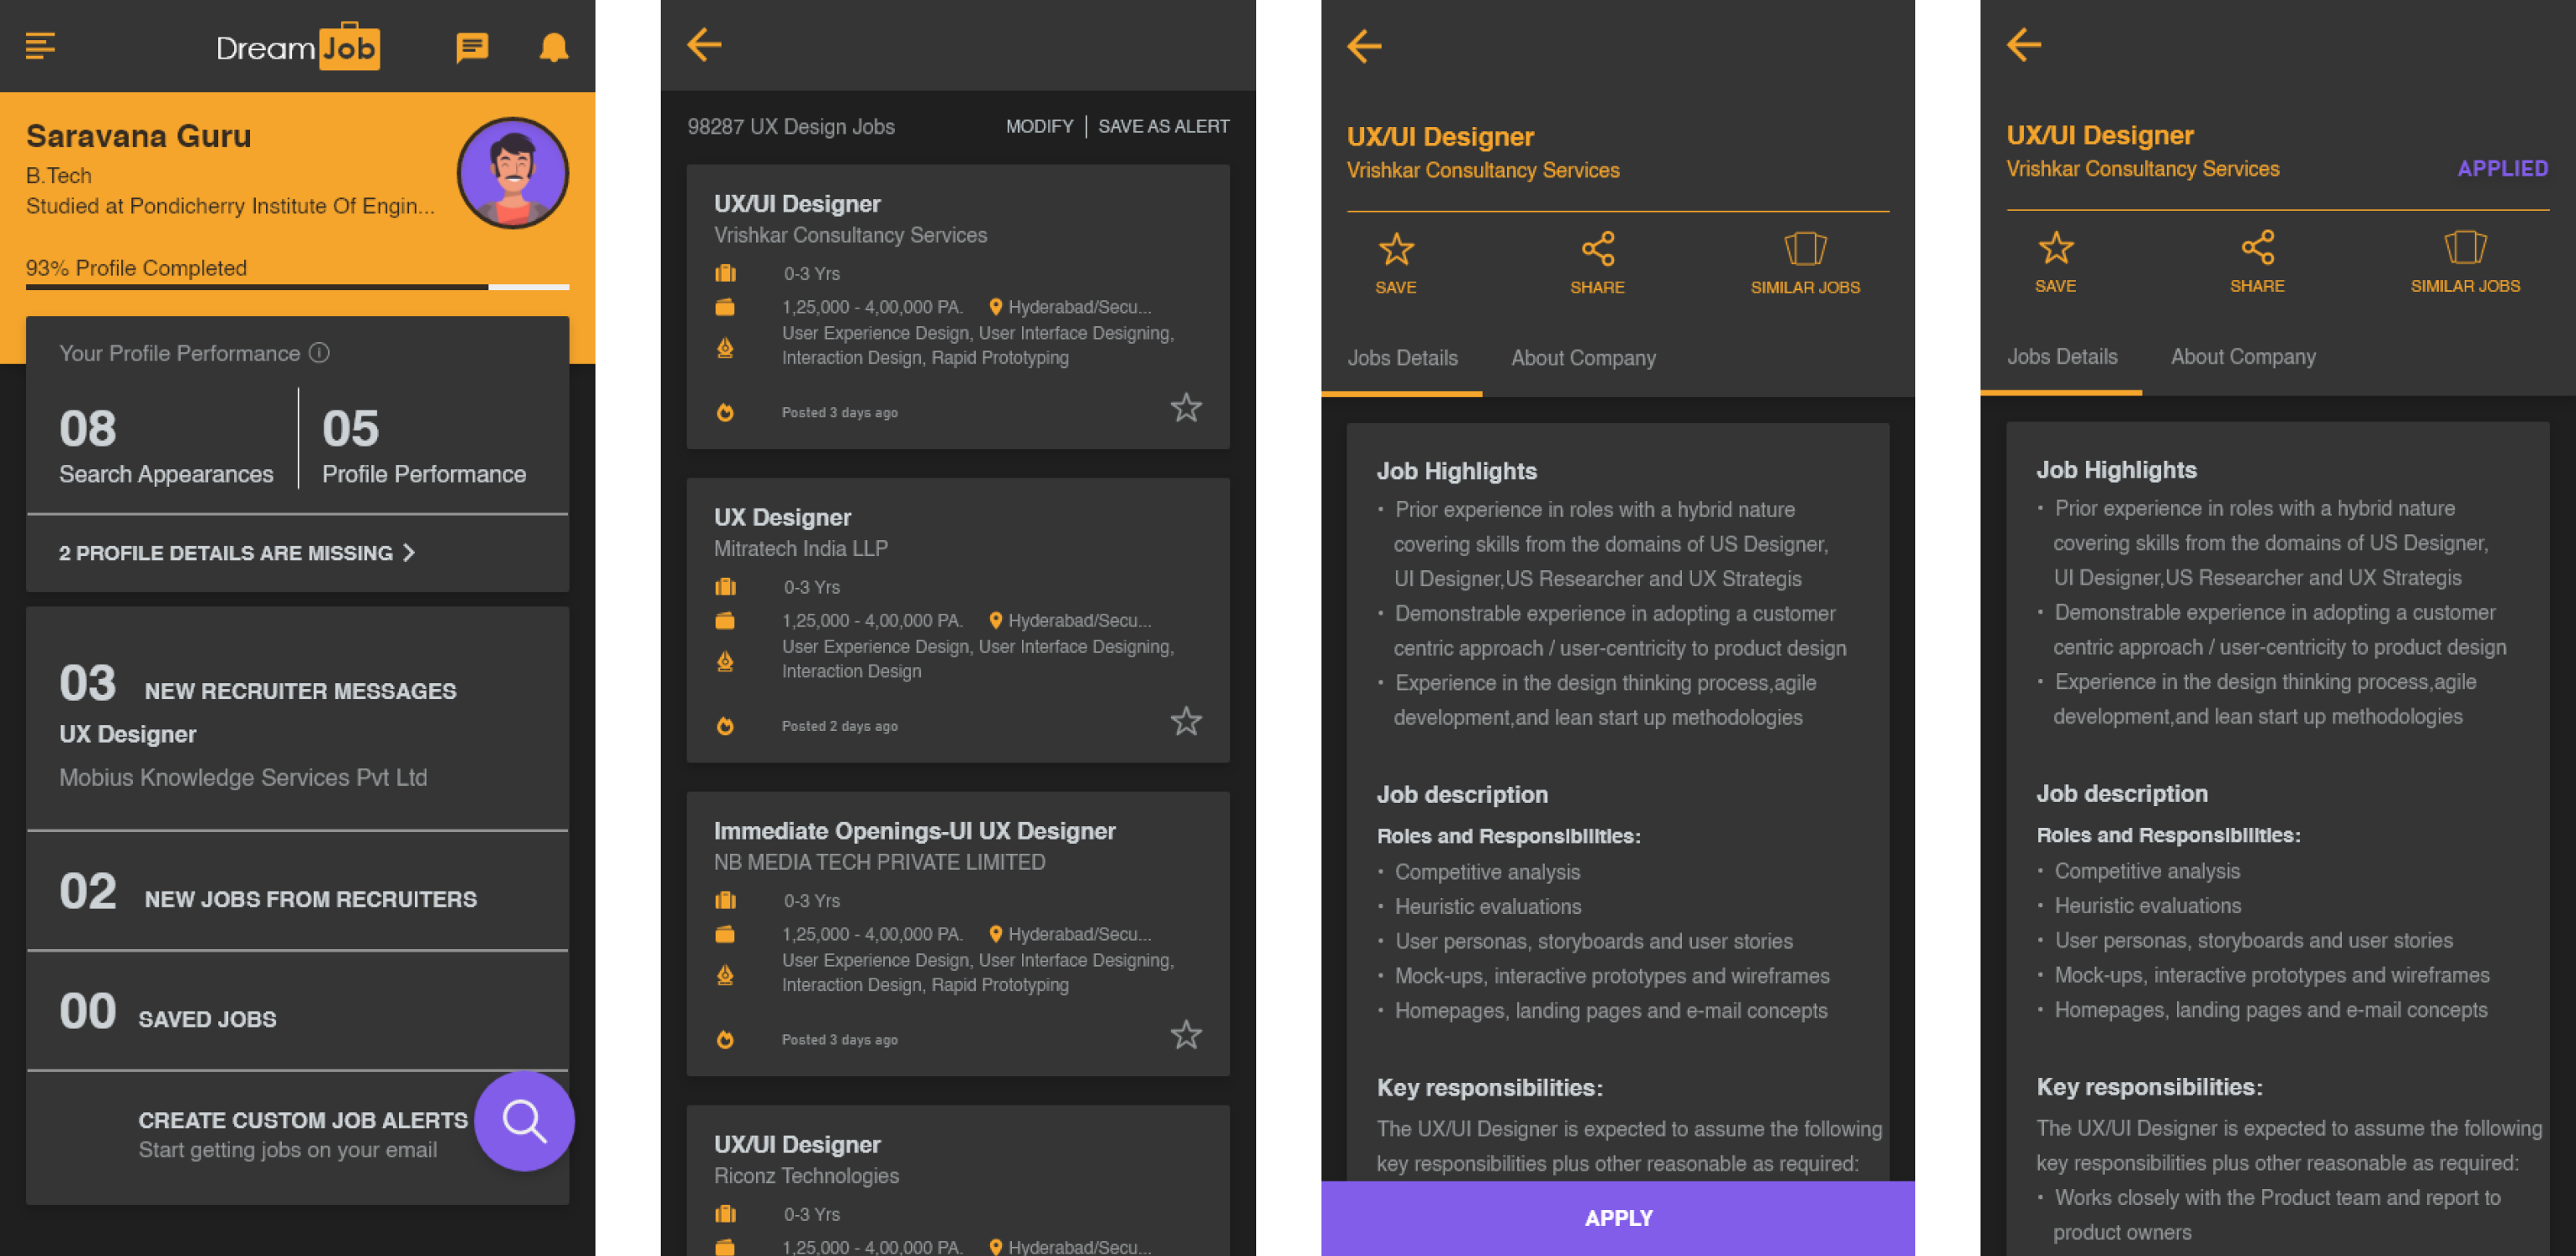 Dream Job
Saravana Guru
B.Tech
Studied at Pondicherry Institute Of Engin...
93% Profile Completed
Your Profile Performance
08
Search Appearances
05
Profile Performance
2 PROFILE DETAILS ARE MISSING
03 NEW RECRUITER MESSAGES
UX Designer
Mobius Knowledge Services Pvt Ltd
02 NEW JOBS FROM RECRUITERS
00 SAVED JOBS
CREATE CUSTOM JOB ALERTS
Start getting jobs on your email
98287 UX Design Jobs MODIFY | SAVE AS ALERT
UX/UI Designer
Vrishkar Consultancy Services
0-3 Yrs
1,25,000 - 4,00,000 PA. Hyderabad/Secu...
User Experience Design, User Interface Designing,
Interaction Design, Rapid Prototyping
Posted 3 days ago
UX Designer
Mitratech India LLP
0-3 Yrs
1,25,000 - 4,00,000 PA. Hyderabad/Secu...
User Experience Design, User Interface Designing,
Interaction Design
Posted 2 days ago
Immediate Openings-UI UX Designer
NB MEDIA TECH PRIVATE LIMITED
0-3 Yrs
1,25,000 - 4,00,000 PA. Hyderabad/Secu...
User Experience Design, User Interface Designing,
Interaction Design, Rapid Prototyping
Posted 3 days ago
UX/UI Designer
Riconz Technologies
0-3 Yrs
1,25,000 - 4,00,000 PA. Hyderabad/Secu...
UX/UI Designer
Vrishkar Consultancy Services
SAVE SHARE SIMILAR JOBS
Jobs Details About Company
Job Highlights
• Prior experience in roles with a hybrid nature
covering skills from the domains of US Designer,
UI Designer,US Researcher and UX Strategis
• Demonstrable experience in adopting a customer
centric approach / user-centricity to product design
• Experience in the design thinking process,agile
development,and lean start up methodologies
Job description
Roles and Responsibilities:
• Competitive analysis
• Heuristic evaluations
• User personas, storyboards and user stories
• Mock-ups, interactive prototypes and wireframes
• Homepages, landing pages and e-mail concepts
Key responsibilities:
The UX/UI Designer is expected to assume the following
key responsibilities plus other reasonable as required:
APPLY
UX/UI Designer
Vrishkar Consultancy Services APPLIED
SAVE SHARE SIMILAR JOBS
Jobs Details About Company
Job Highlights
• Prior experience in roles with a hybrid nature
covering skills from the domains of US Designer,
UI Designer,US Researcher and UX Strategis
• Demonstrable experience in adopting a customer
centric approach / user-centricity to product design
• Experience in the design thinking process,agile
development,and lean start up methodologies
Job description
Roles and Responsibilities:
• Competitive analysis
• Heuristic evaluations
• User personas, storyboards and user stories
• Mock-ups, interactive prototypes and wireframes
• Homepages, landing pages and e-mail concepts
Key responsibilities:
The UX/UI Designer is expected to assume the following
key responsibilities plus other reasonable as required:
• Works closely with the Product team and report to
product owners